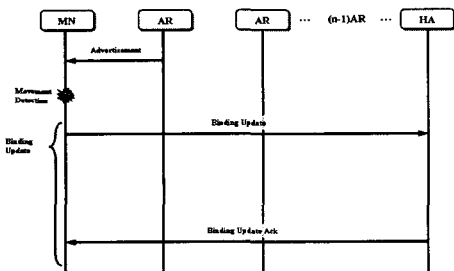 MN AR AR ··· (n-1)AR ··· HA
Advertisement
Movement
Detection
Binding Update
Binding
Update
Binding Update Ack